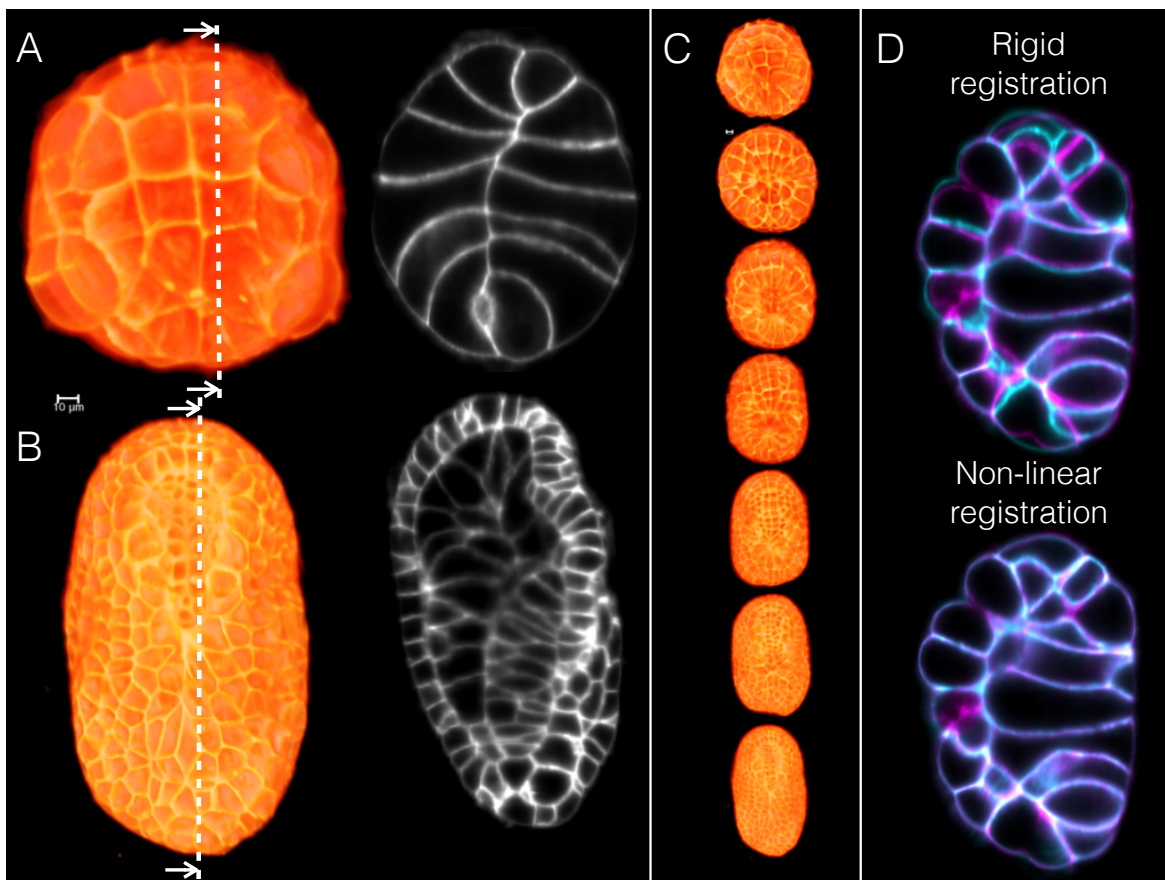 A
10 µm
B
C
D
Rigid
registration
Non-linear
registration